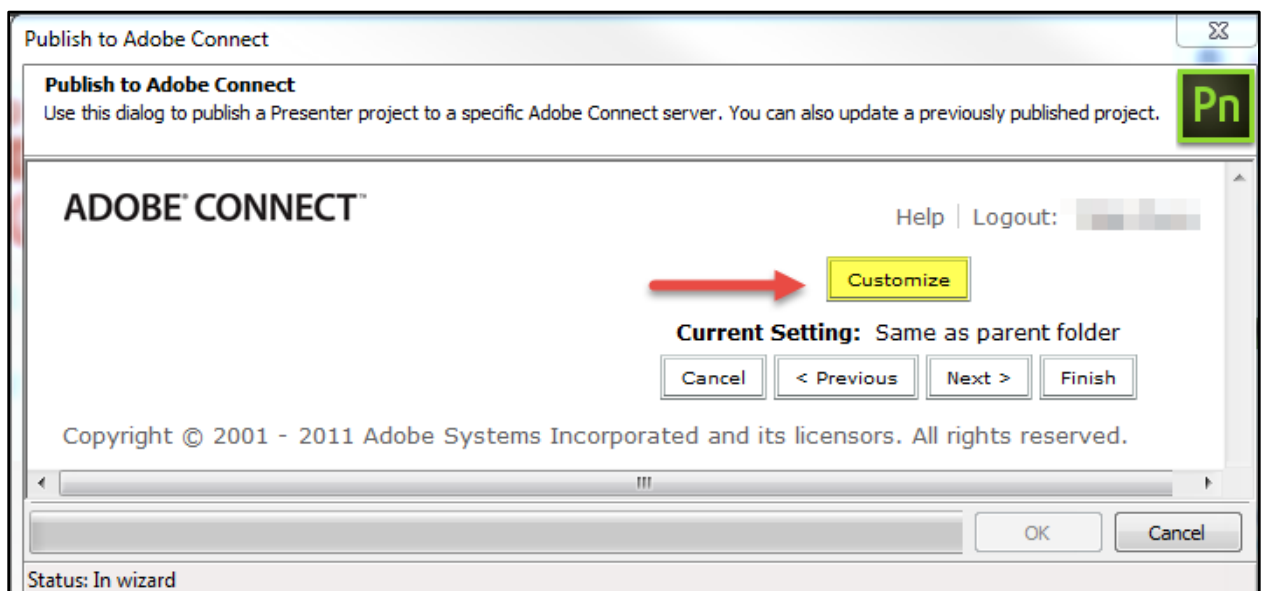 Publish to Adobe Connect
Publish to Adobe Connect
Use this dialog to publish a Presenter project to a specific Adobe Connect server. You can also update a previously published project.
Pn
ADOBE® CONNECT™
Help | Logout:
Customize
Current Setting: Same as parent folder
Cancel < Previous Next > Finish
Copyright © 2001 - 2011 Adobe Systems Incorporated and its licensors. All rights reserved.
OK Cancel
Status: In wizard